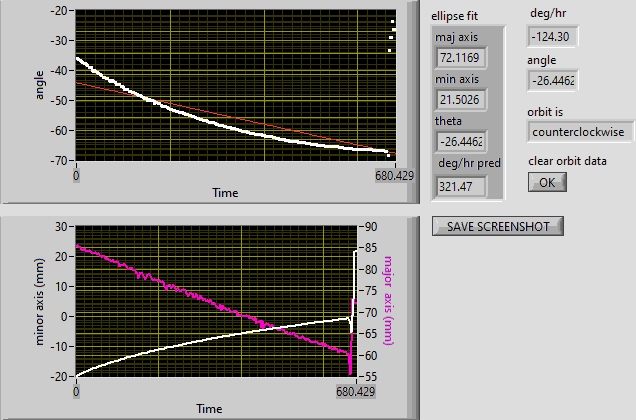 -20
-30
-40
-50
-60
-70
angle
0
680.429
Time
ellipse fit
maj axis
72.1169
min axis
21.5026
theta
-26.4462
deg/hr pred
321.47
deg/hr
-124.30
angle
-26.4462
orbit is
counterclockwise
clear orbit data
OK
SAVE SCREENSHOT
30
20
10
0
-10
-20
minor axis (mm)
90
85
80
75
70
65
60
55
major axis (mm)
0
680.429
Time